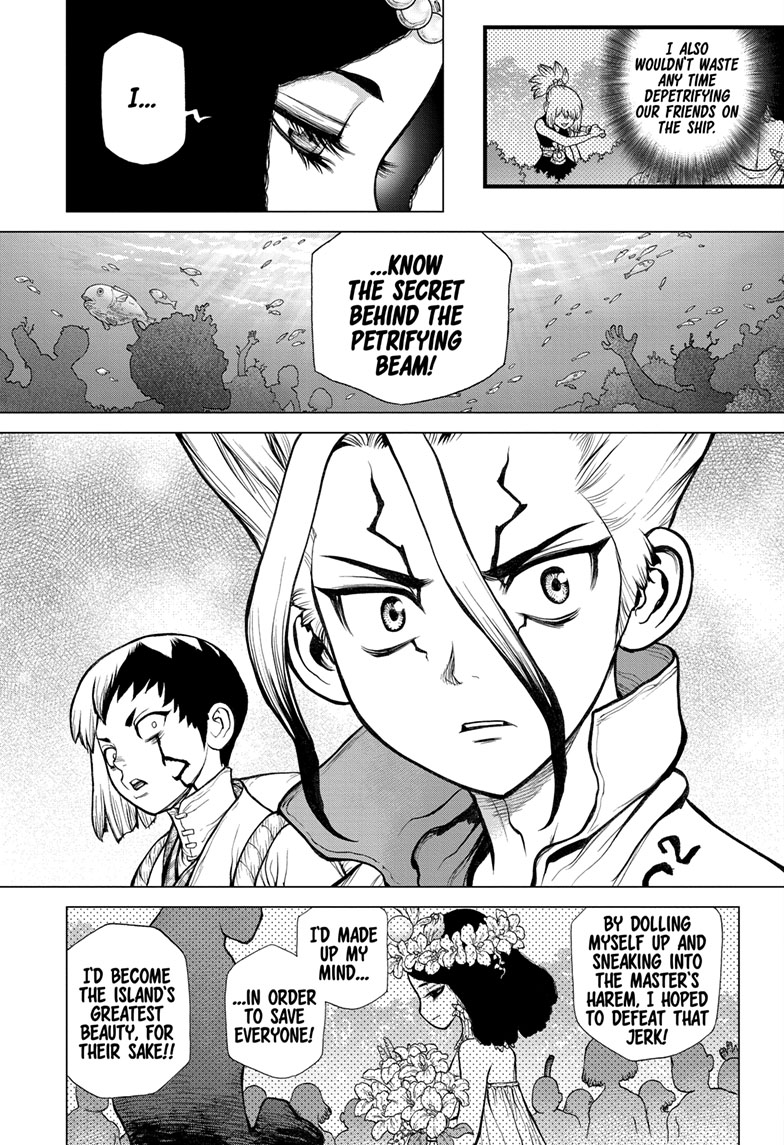 I ALSO
WOULDN'T WASTE
ANY TIME
DEPETRIFYING
OUR FRIENDS ON
THE SHIP.
I...
...KNOW
THE SECRET
BEHIND THE
PETRIFYING
BEAM!
BY DOLLING
MYSELF UP AND
SNEAKING INTO
THE MASTER'S
HAREM, I HOPED
TO DEFEAT THAT
JERK!
I'D MADE
UP MY
MIND...
...IN ORDER
TO SAVE
EVERYONE!
I'D BECOME
THE ISLAND'S
GREATEST
BEAUTY, FOR
THEIR SAKE!!